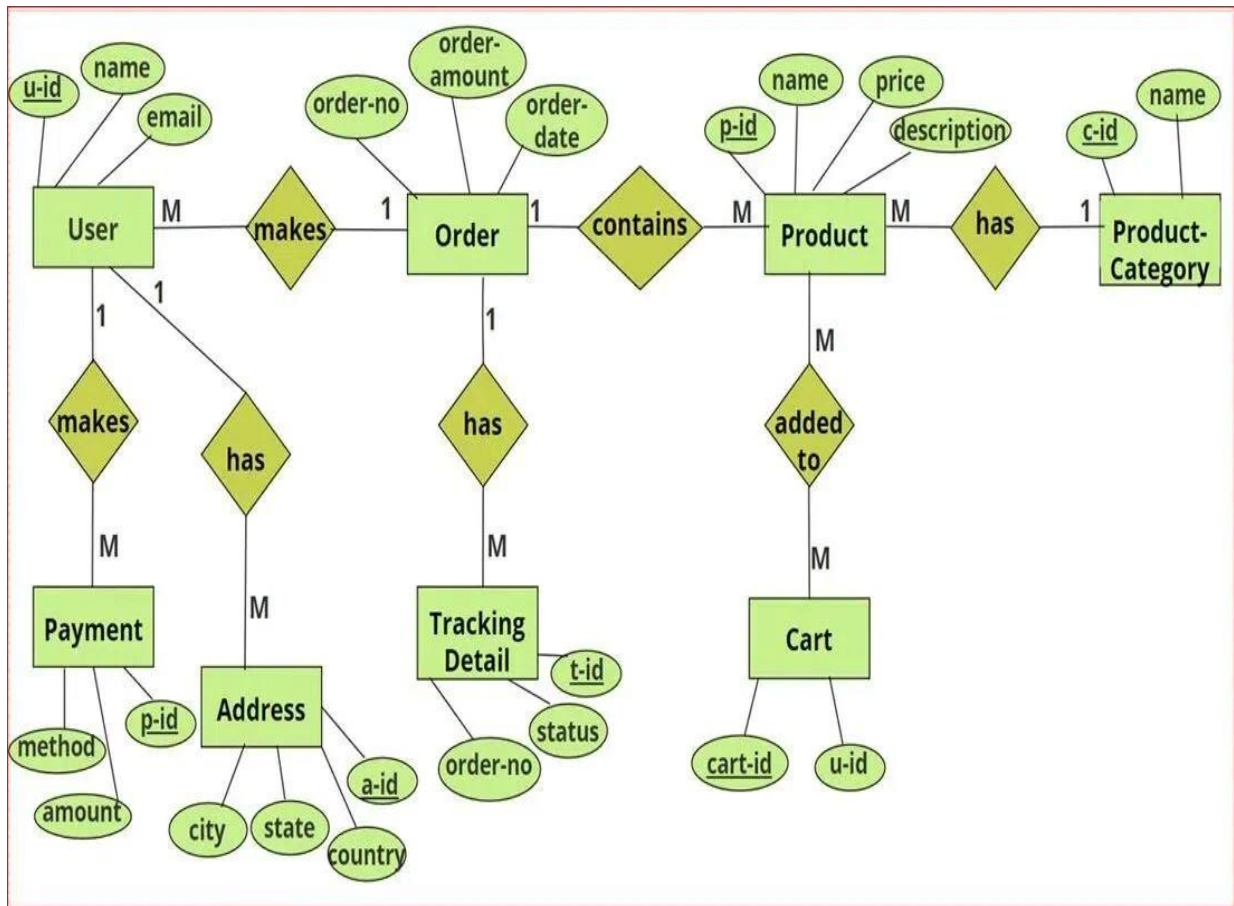 u-id
name
email
order-no
order-
amount
order-
date
p-id
name
price
description
c-id
name
User
M
makes
1
Order
1
contains
M
Product
M
has
1
Product-
Category
1
1
1
M
makes
has
has
added
to
M
M
M
M
Payment
Address
Tracking
Detail
Cart
method
amount
p-id
city
state
country
a-id
order-no
status
t-id
cart-id
u-id